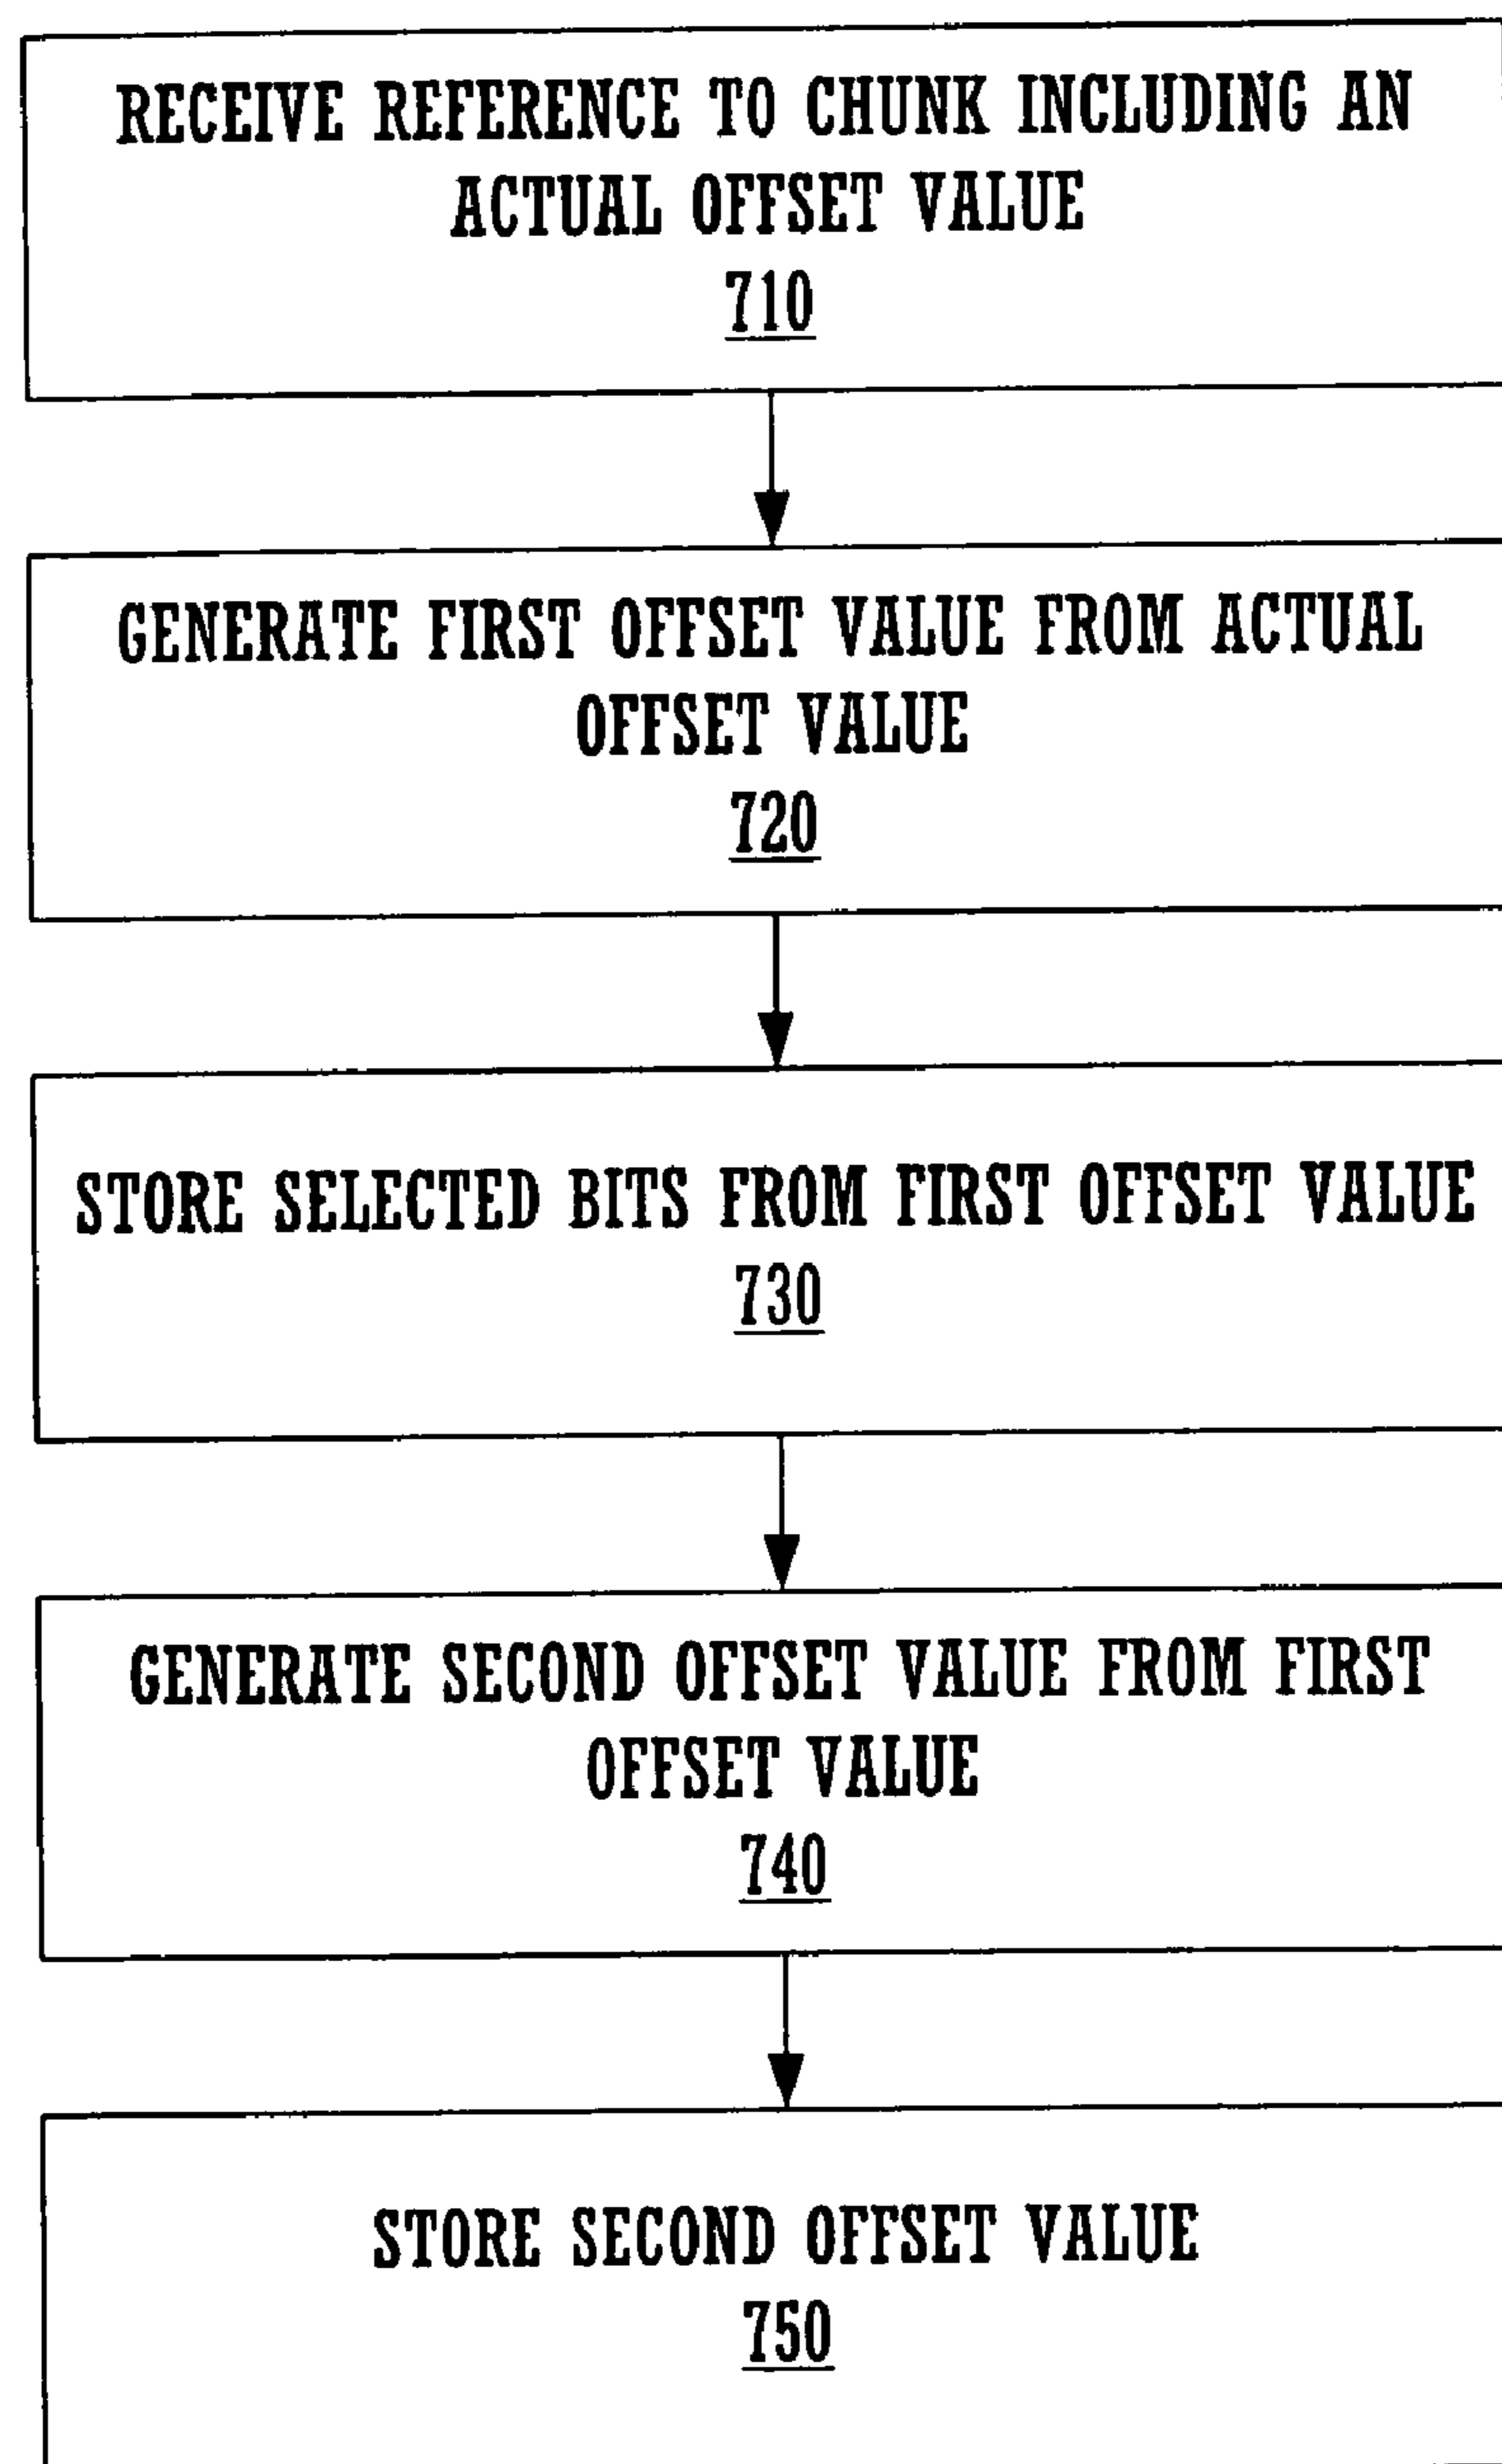 RECEIVE REFERENCE TO CHUNK INCLUDING AN
ACTUAL OFFSET VALUE
710
GENERATE FIRST OFFSET VALUE FROM ACTUAL
OFFSET VALUE
720
STORE SELECTED BITS FROM FIRST OFFSET VALUE
730
GENERATE SECOND OFFSET VALUE FROM FIRST
OFFSET VALUE
740
STORE SECOND OFFSET VALUE
750